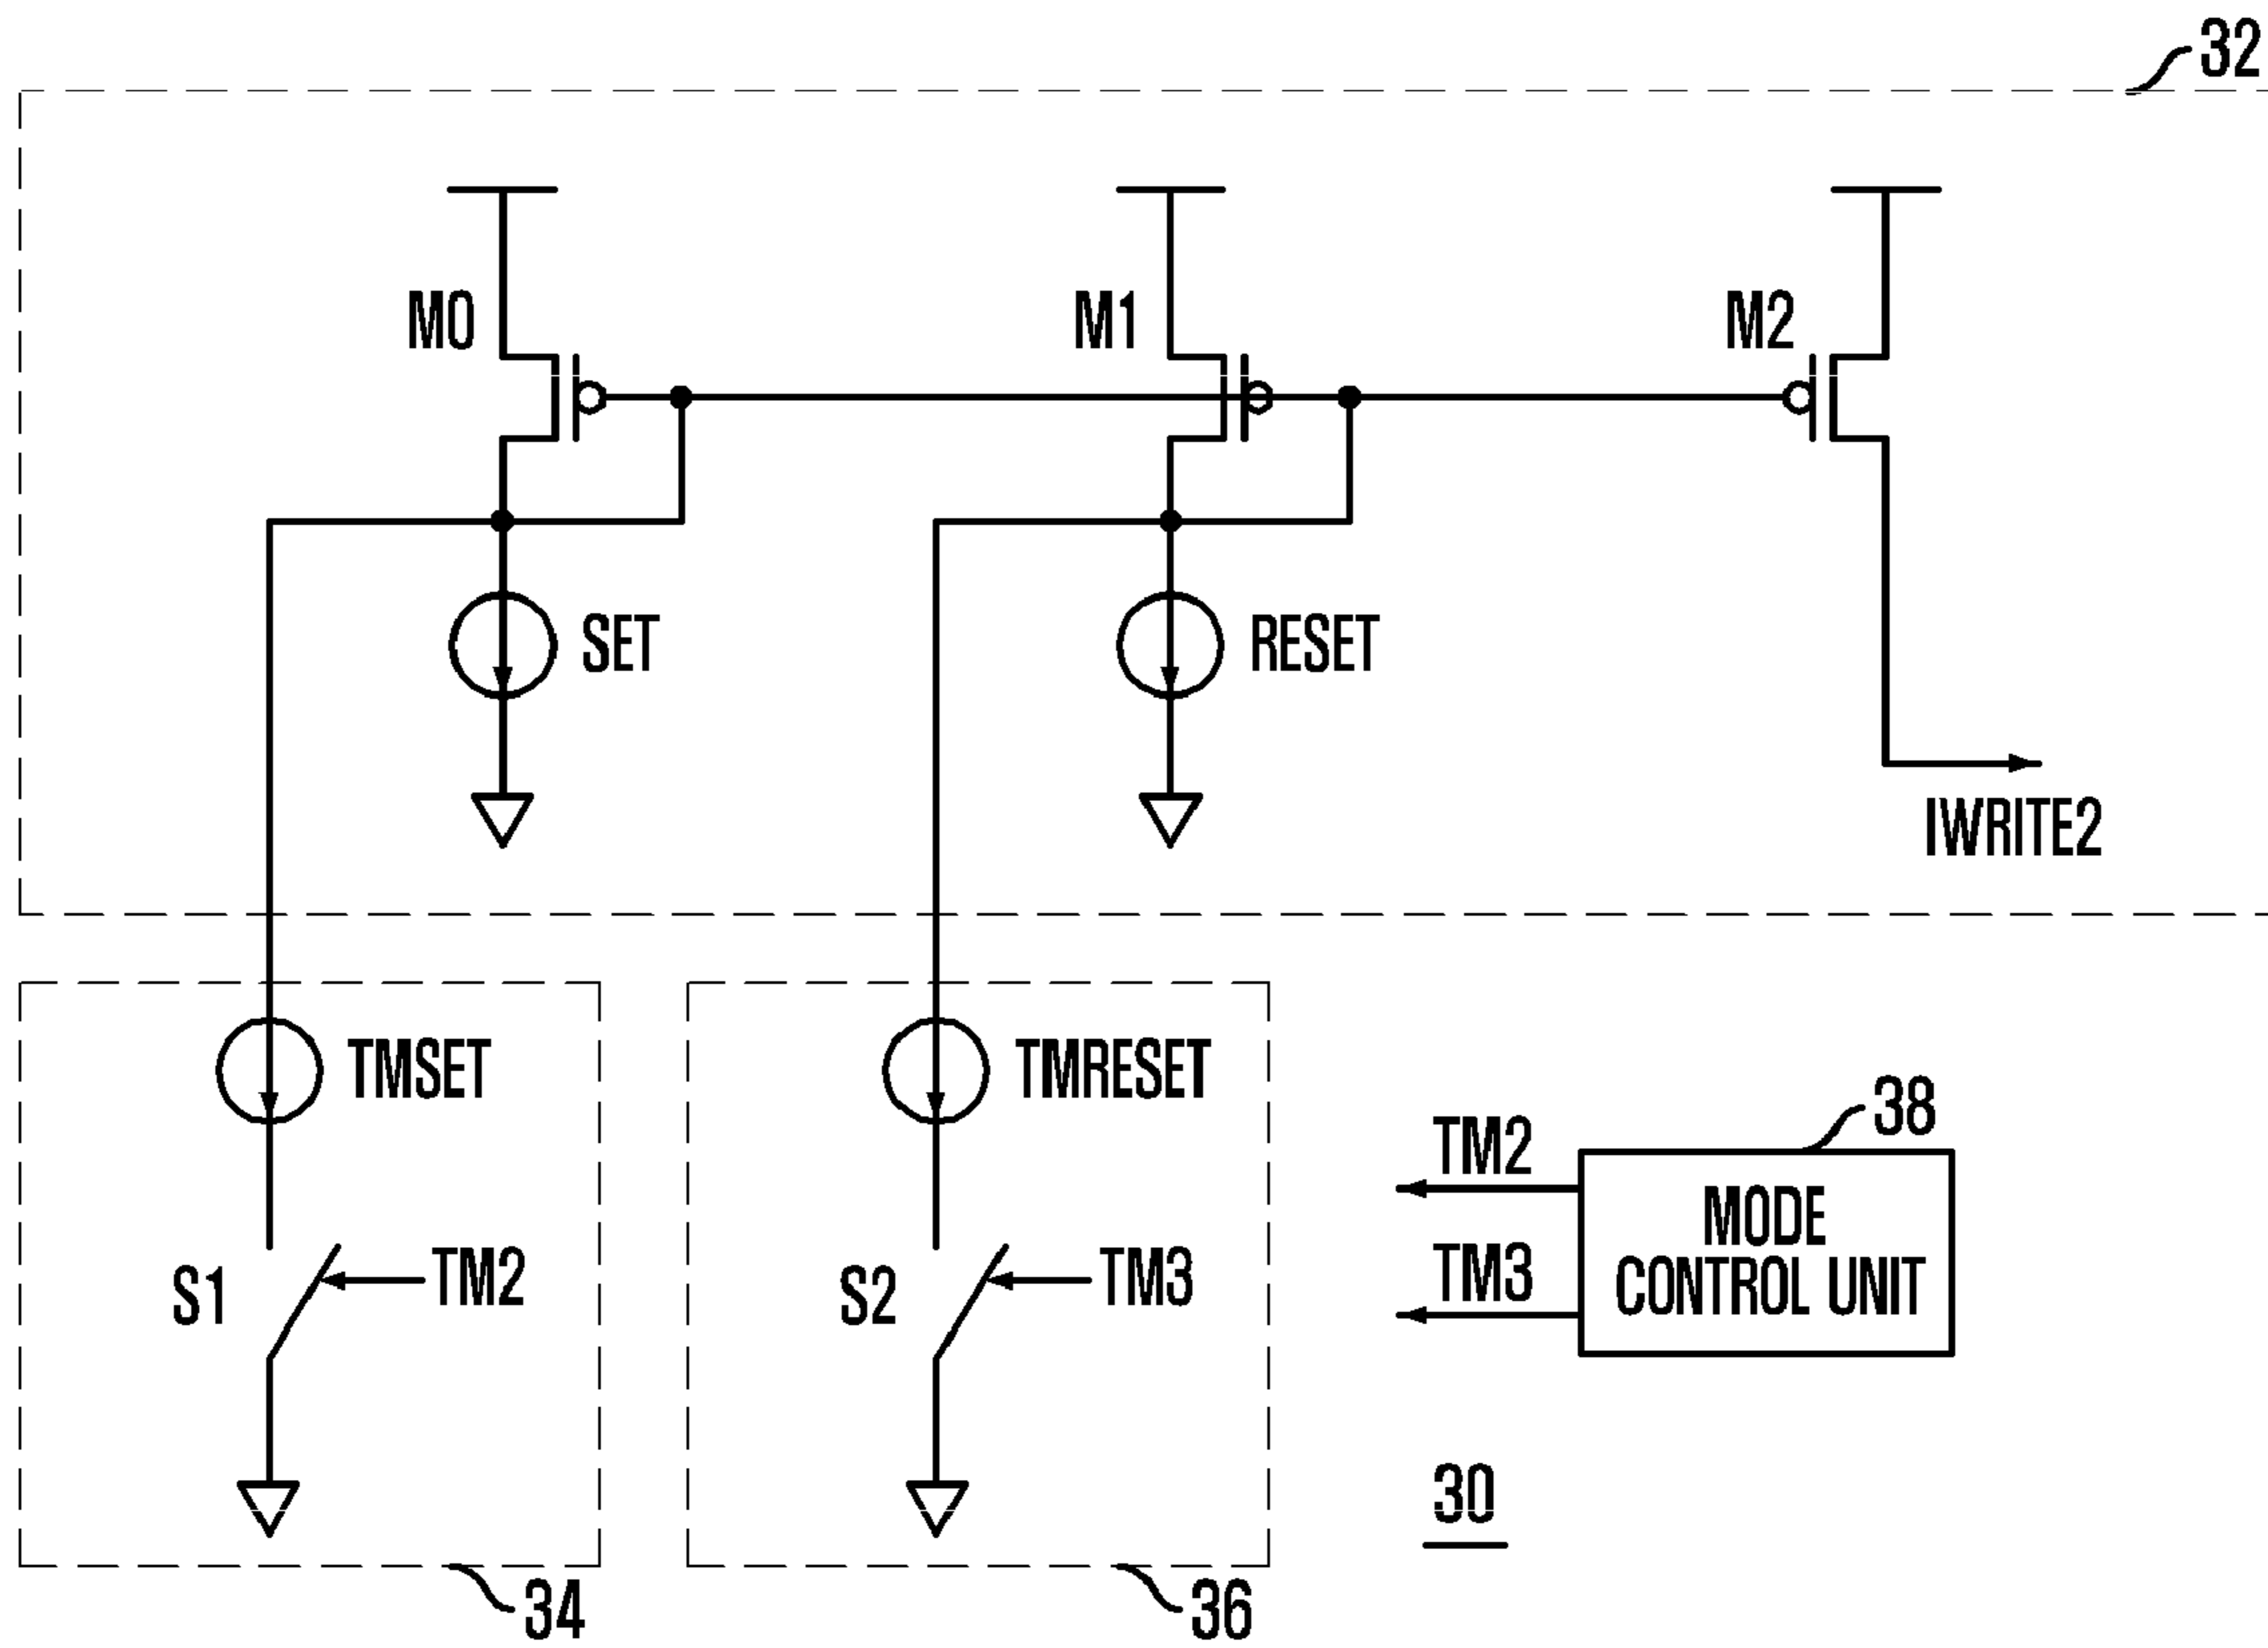 32
M0
M1
M2
SET
RESET
IWRITE2
TMSET
TMRESET
38
TM2
MODE
CONTROL UNIT
TM3
S1
TM2
S2
TM3
30
34
36